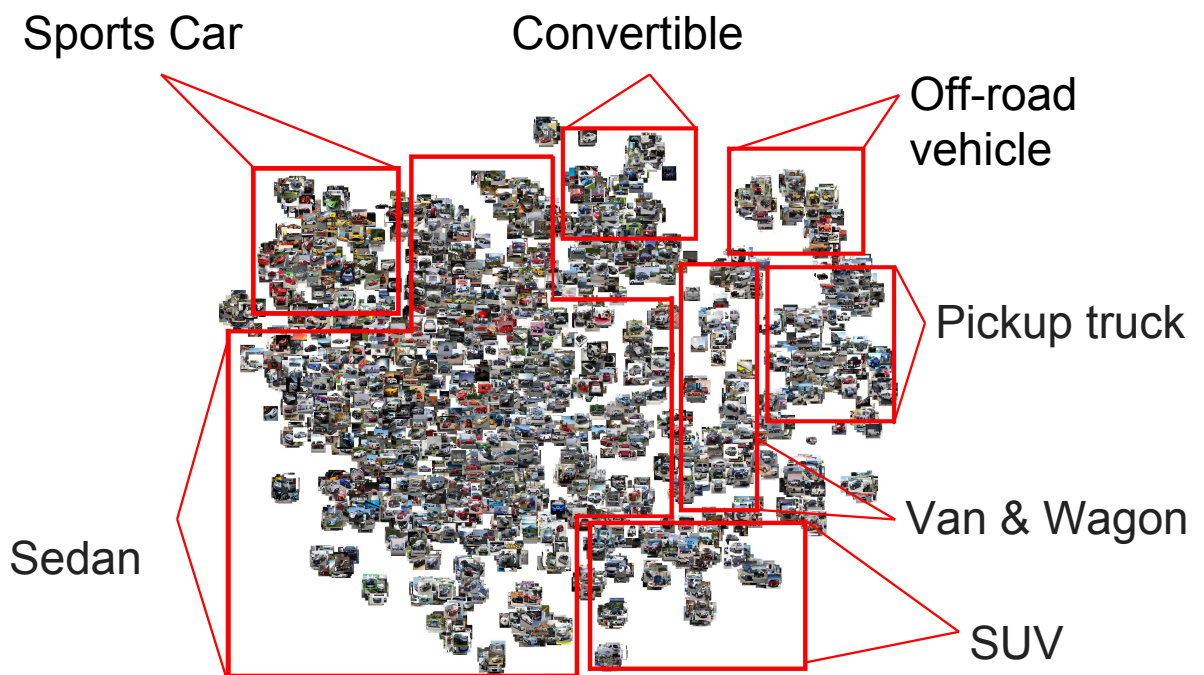 Sports Car
Convertible
Off-road
vehicle
Pickup truck
Van & Wagon
Sedan
SUV